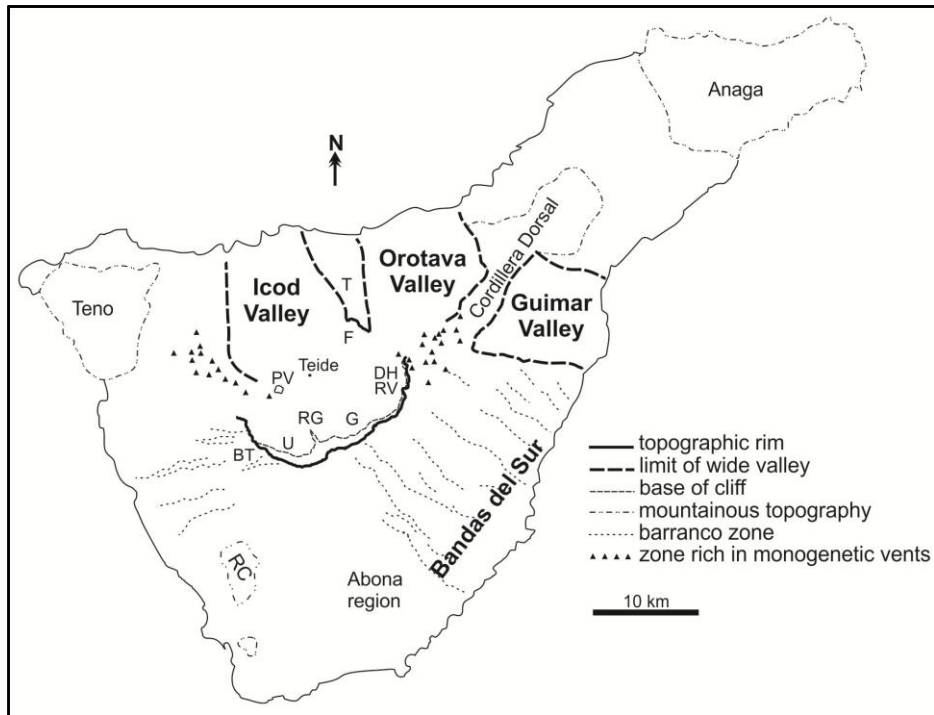 Anaga
N
Cordillera Dorsal
Orotava
Valley
T
Icod
Valley
Guimar
Valley
Teno
F
Teide
PV
DH
RV
RG
G
U
BT
Bandas del Sur
RC
Abona
region
topographic rim
limit of wide valley
base of cliff
mountainous topography
barranco zone
zone rich in monogenetic vents
10 km